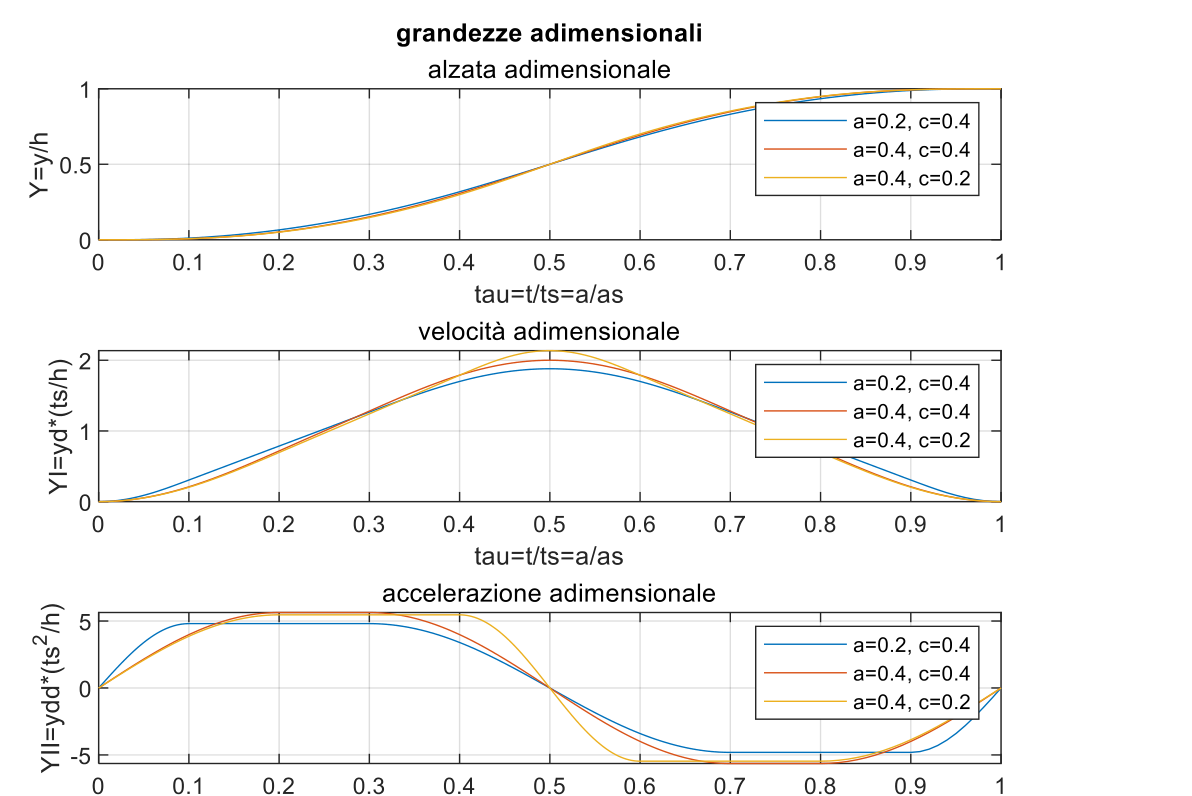 grandezze adimensionali
alzata adimensionale
1
0.5
0
Y=y/h
a=0.2, c=0.4
a=0.4, c=0.4
a=0.4, c=0.2
0 0.1 0.2 0.3 0.4 0.5 0.6 0.7 0.8 0.9 1
tau=t/ts=a/as
velocità adimensionale
2
1
0
YI=yd*(ts/h)
a=0.2, c=0.4
a=0.4, c=0.4
a=0.4, c=0.2
0 0.1 0.2 0.3 0.4 0.5 0.6 0.7 0.8 0.9 1
tau=t/ts=a/as
accelerazione adimensionale
5
0
-5
YII=ydd*(ts²/h)
a=0.2, c=0.4
a=0.4, c=0.4
a=0.4, c=0.2
0 0.1 0.2 0.3 0.4 0.5 0.6 0.7 0.8 0.9 1